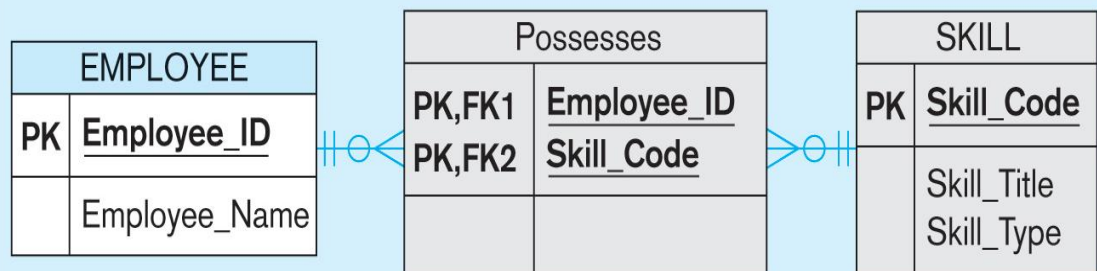 EMPLOYEE
PK Employee_ID
Employee_Name
Possesses
PK,FK1 Employee_ID
PK,FK2 Skill_Code
SKILL
PK Skill_Code
Skill_Title
Skill_Type